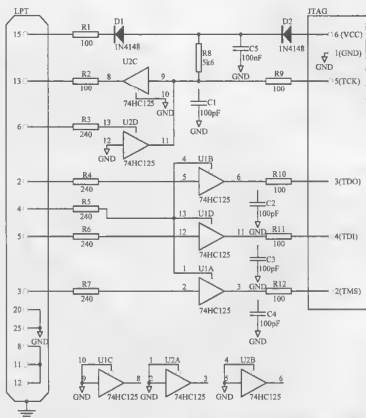 LPT
JTAG
D1
D2
15
R1
100
1N4148
1N4148
6 (VCC)
R8
5k6
C5
100nF
1(GND)
GND
GND
U2C
13
R2
100
8
9
R9
100
5(TCK)
10
GND
74HC125
C1
100pF
GND
6
R3
240
13
U2D
12
11
GND
74HC125
4
U1B
2
R4
240
5
6
R10
100
3(TDO)
74HC125
4
R5
240
C2
100pF
GND
13
U1D
5
R6
240
12
11
R11
100
4(TDI)
74HC125
C3
100pF
GND
1
U1A
3
R7
240
2
3
R12
100
2(TMS)
74HC125
C4
100pF
GND
20
25
GND
8
11
12
10
U1C
9
8
GND
74HC125
1
U2A
2
3
GND
74HC125
4
U2B
5
6
GND
74HC125